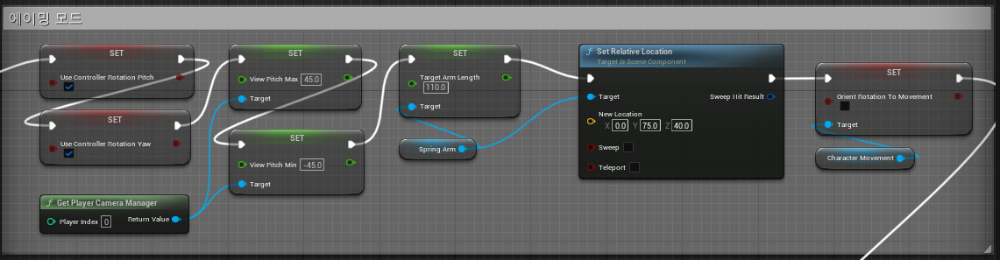 에이밍 모드
SET
Use Controller Rotation Pitch
SET
Use Controller Rotation Yaw
f Get Player Camera Manager
Player Index 0 Return Value
SET
View Pitch Max 45.0
Target
SET
View Pitch Min -45.0
Target
SET
Target Arm Length
110.0
Target
Spring Arm
f Set Relative Location
Target is Scene Component
Target Sweep Hit Result
New Location
X 0.0 Y 75.0 Z 40.0
Sweep
Teleport
SET
Orient Rotation To Movement
Target
Character Movement